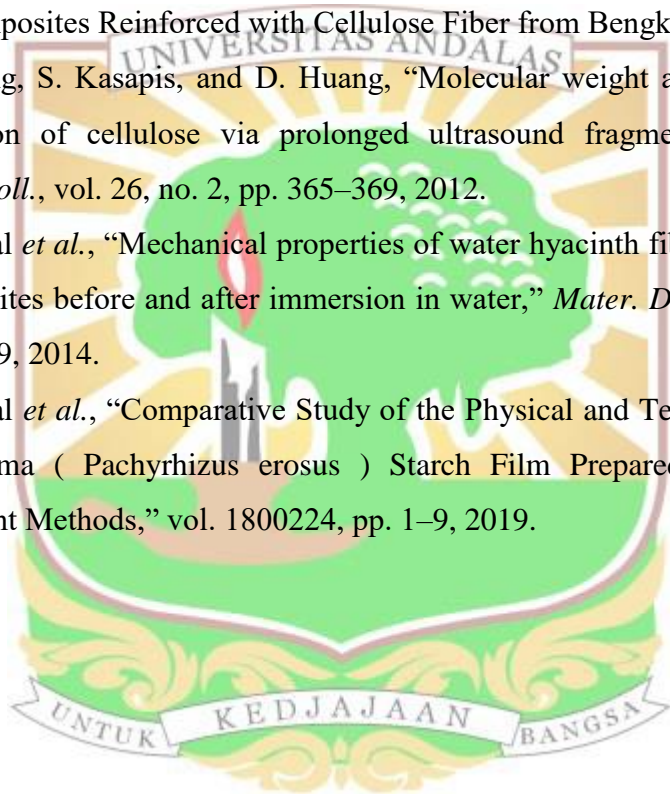 posites Reinforced with Cellulose Fiber from Bengk
UNIVERSITAS ANDALAS
g, S. Kasapis, and D. Huang, “Molecular weight a
on of cellulose via prolonged ultrasound fragme
oll., vol. 26, no. 2, pp. 365–369, 2012.
al et al., “Mechanical properties of water hyacinth fib
ites before and after immersion in water,” Mater. D
9, 2014.
al et al., “Comparative Study of the Physical and Te
ma ( Pachyrhizus erosus ) Starch Film Prepared
nt Methods,” vol. 1800224, pp. 1–9, 2019.
UNTUK KEDJAJAAN BANGSA